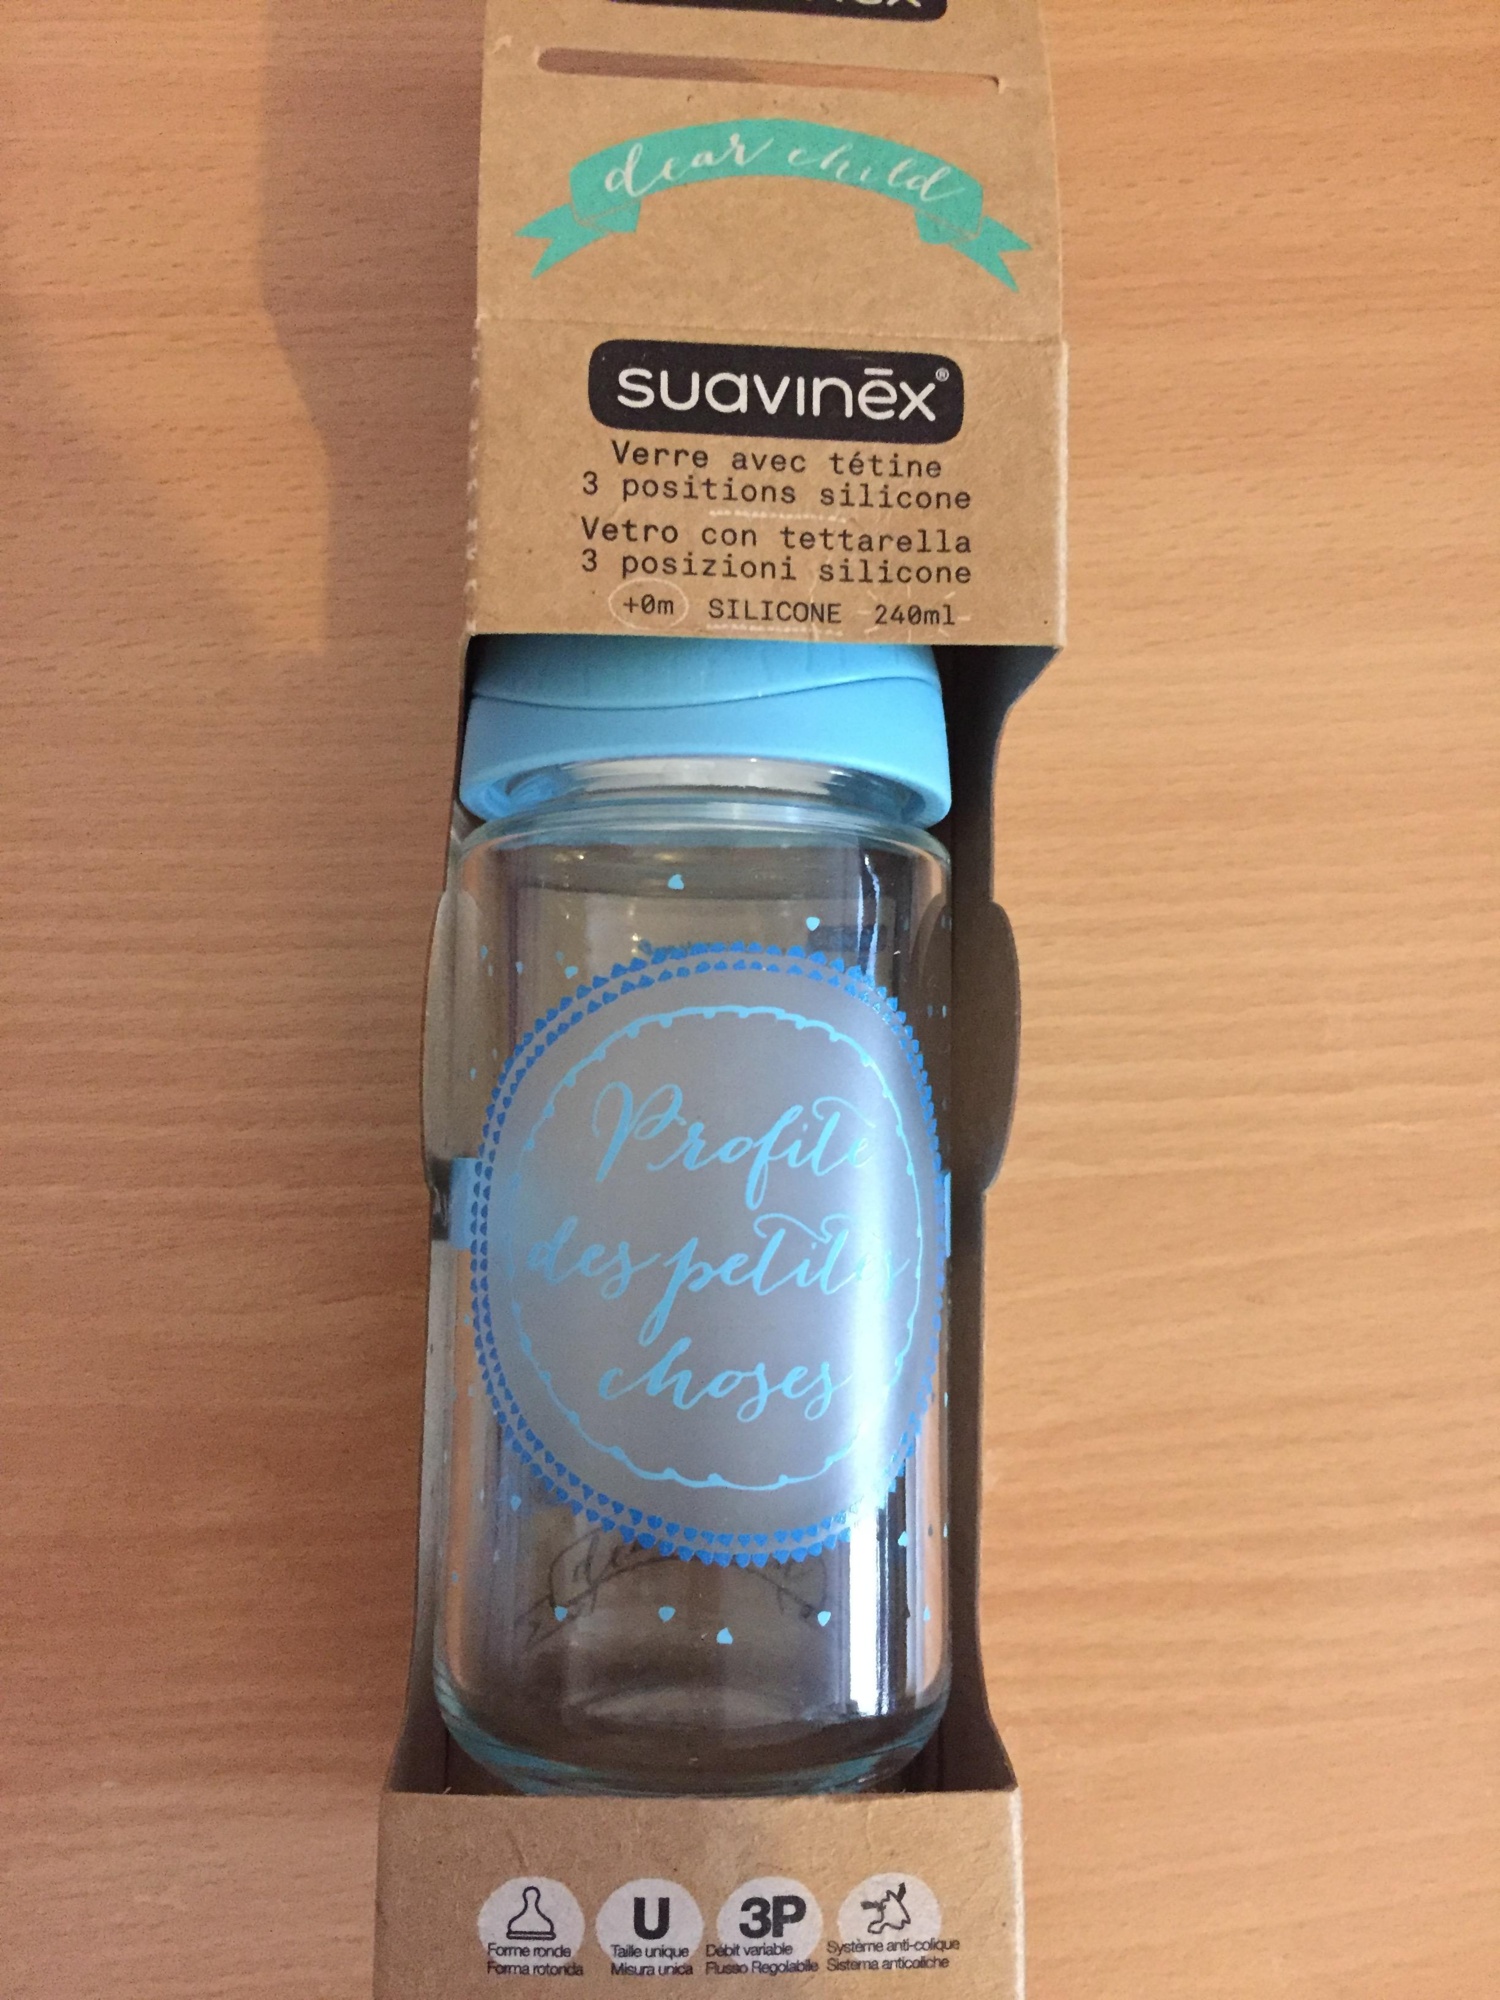 dear child
suavinēx®
Verre avec tétine
3 positions silicone
Vetro con tettarella
3 posizioni silicone
+0m SILICONE 240ml
Profite
des petites
choses
U 3P
Forme ronde Taille unique Débit variable Système anti-colique
Forma rotonda Misura unica Flusso Regolabile Sistema anticoliche